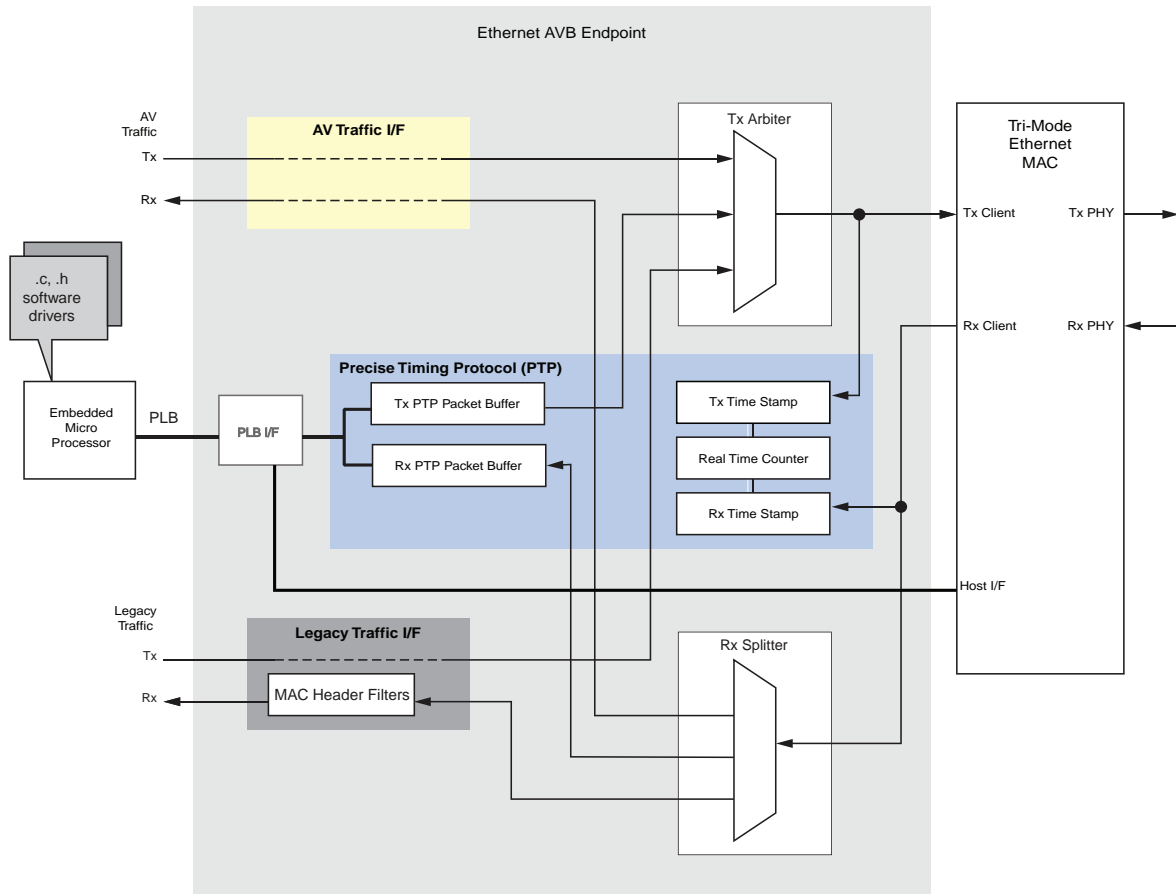 Ethernet AVB Endpoint
AV
Traffic
Tx
Rx
AV Traffic I/F
Tx Arbiter
Tri-Mode
Ethernet
MAC
Tx Client
Tx PHY
Rx Client
Rx PHY
Host I/F
.c, .h
software
drivers
Embedded
Micro
Processor
PLB
PLB I/F
Precise Timing Protocol (PTP)
Tx PTP Packet Buffer
Rx PTP Packet Buffer
Tx Time Stamp
Real Time Counter
Rx Time Stamp
Legacy
Traffic
Tx
Rx
Legacy Traffic I/F
MAC Header Filters
Rx Splitter